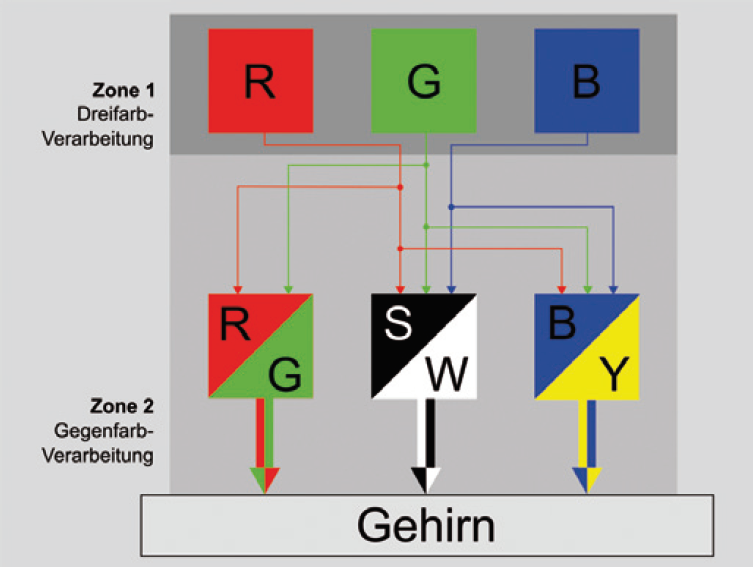 R G B
Zone 1
Dreifarb-
Verarbeitung
R G
S W
B Y
Zone 2
Gegenfarb-
Verarbeitung
Gehirn